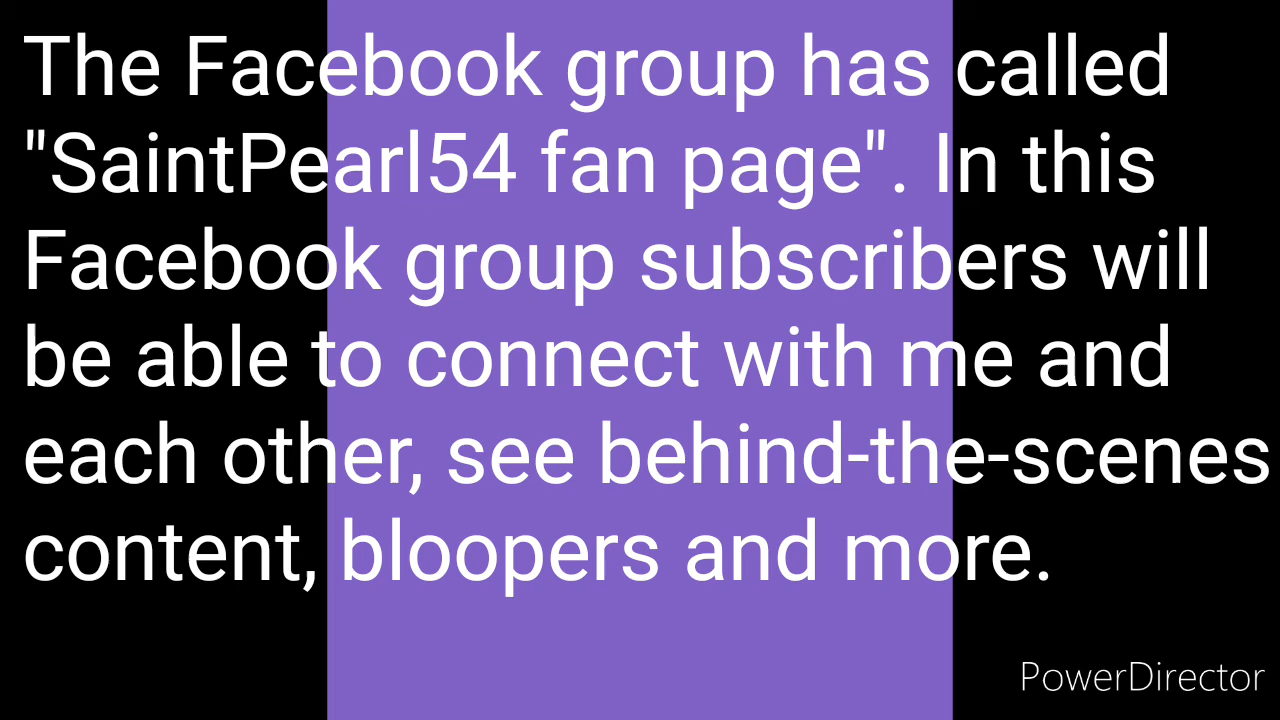 The Facebook group has called
"SaintPearl54 fan page". In this
Facebook group subscribers will
be able to connect with me and
each other, see behind-the-scenes
content, bloopers and more.
PowerDirector